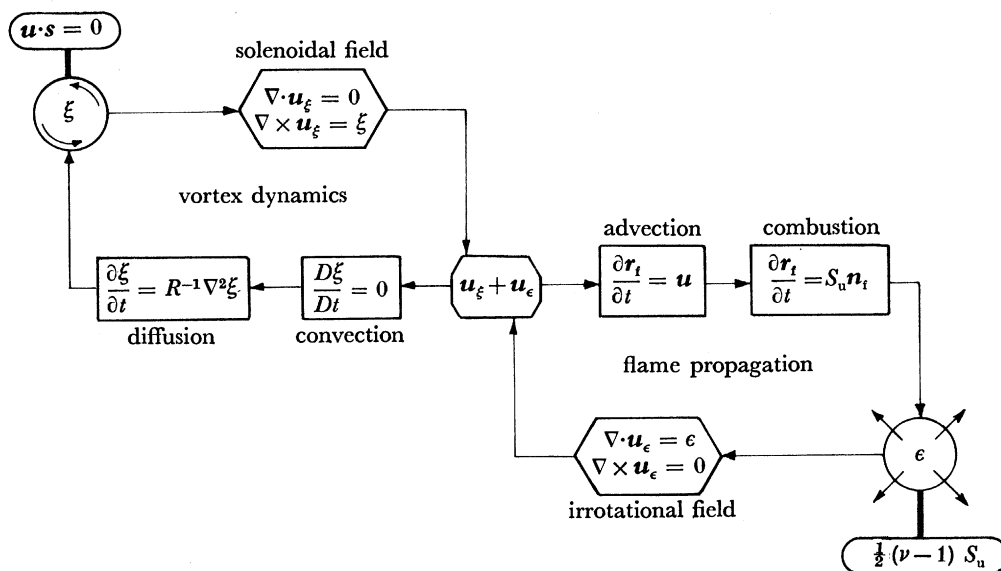 u·s = 0
ξ
solenoidal field
∇·u_ξ = 0
∇ × u_ξ = ξ
vortex dynamics
∂ξ/∂t = R⁻¹∇²ξ
diffusion
Dξ/Dt = 0
convection
u_ξ + u_ϵ
advection
∂r_f/∂t = u
combustion
∂r_f/∂t = S_u n_f
flame propagation
∇·u_ϵ = ϵ
∇ × u_ϵ = 0
irrotational field
ϵ
½ (ν − 1) S_u